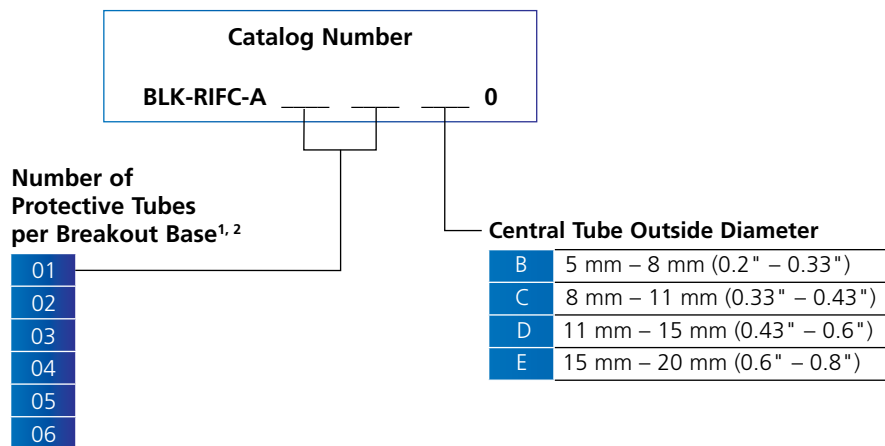 Catalog Number
BLK-RIFC-A ___ ___ ___ 0
Number of
Protective Tubes
per Breakout Base¹, ²
01
02
03
04
05
06
Central Tube Outside Diameter
B 5 mm – 8 mm (0.2" – 0.33")
C 8 mm – 11 mm (0.33" – 0.43")
D 11 mm – 15 mm (0.43" – 0.6")
E 15 mm – 20 mm (0.6" – 0.8")